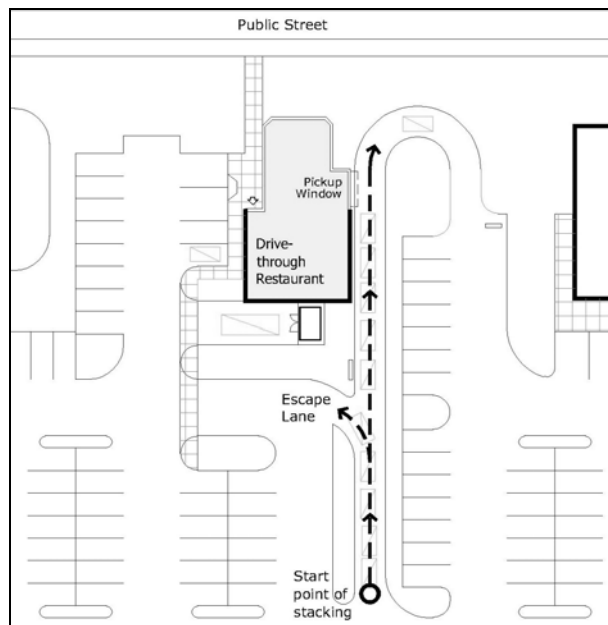 Public Street
Pickup
Window
Drive-
through
Restaurant
Escape
Lane
Start
point of
stacking